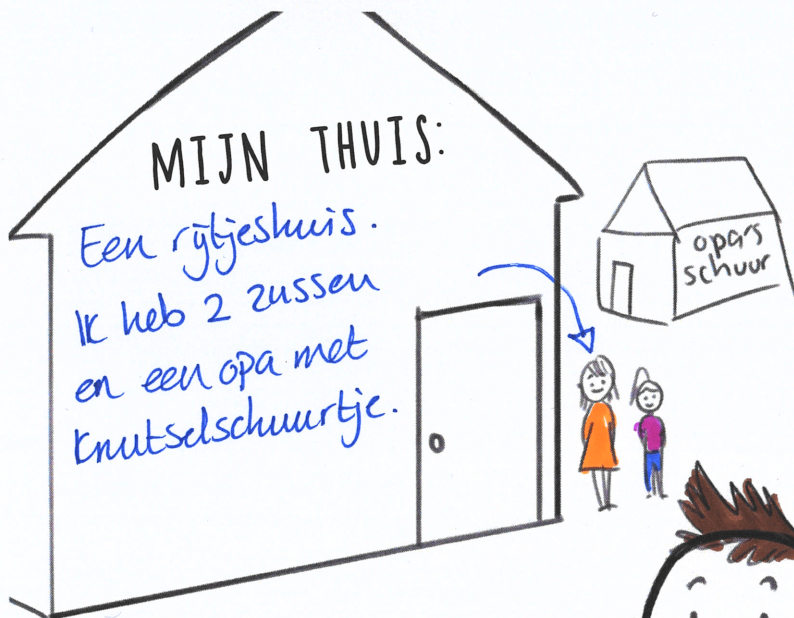 MIJN THUIS:
Een rijtjeshuis.
Ik heb 2 zussen
en een opa met
knutselschuurtje.
opa's
schuur